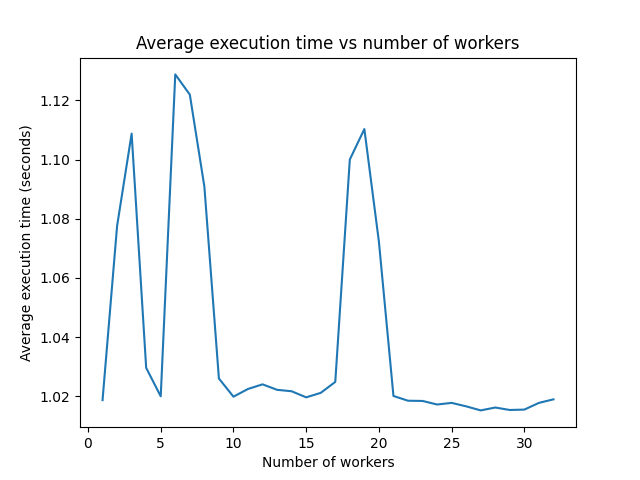 Average execution time vs number of workers
Average execution time (seconds)
1.12
1.10
1.08
1.06
1.04
1.02
0 5 10 15 20 25 30
Number of workers